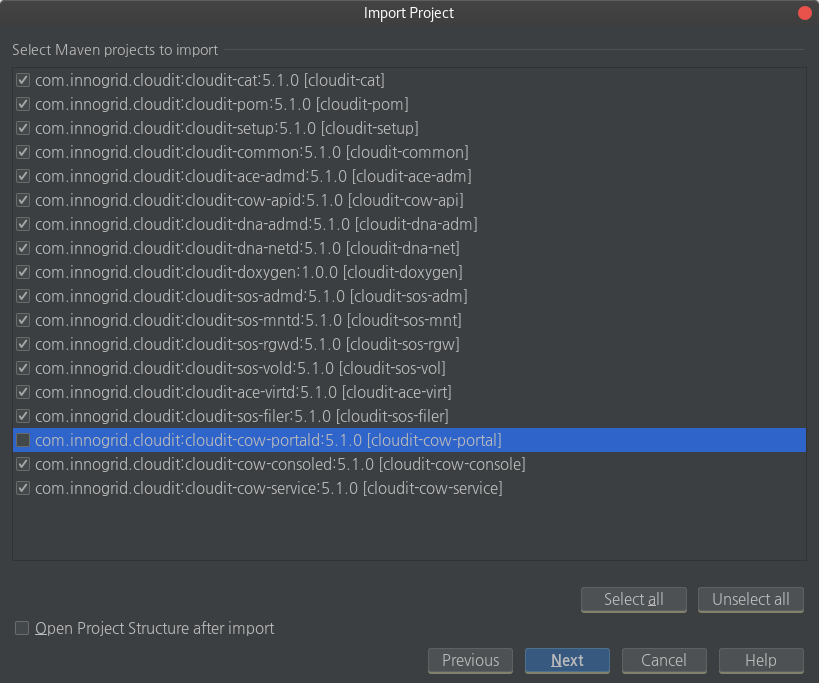 Import Project
Select Maven projects to import
com.innogrid.cloudit:cloudit-cat:5.1.0 [cloudit-cat]
com.innogrid.cloudit:cloudit-pom:5.1.0 [cloudit-pom]
com.innogrid.cloudit:cloudit-setup:5.1.0 [cloudit-setup]
com.innogrid.cloudit:cloudit-common:5.1.0 [cloudit-common]
com.innogrid.cloudit:cloudit-ace-admd:5.1.0 [cloudit-ace-adm]
com.innogrid.cloudit:cloudit-cow-apid:5.1.0 [cloudit-cow-api]
com.innogrid.cloudit:cloudit-dna-admd:5.1.0 [cloudit-dna-adm]
com.innogrid.cloudit:cloudit-dna-netd:5.1.0 [cloudit-dna-net]
com.innogrid.cloudit:cloudit-doxygen:1.0.0 [cloudit-doxygen]
com.innogrid.cloudit:cloudit-sos-admd:5.1.0 [cloudit-sos-adm]
com.innogrid.cloudit:cloudit-sos-mntd:5.1.0 [cloudit-sos-mnt]
com.innogrid.cloudit:cloudit-sos-rgwd:5.1.0 [cloudit-sos-rgw]
com.innogrid.cloudit:cloudit-sos-vold:5.1.0 [cloudit-sos-vol]
com.innogrid.cloudit:cloudit-ace-virtd:5.1.0 [cloudit-ace-virt]
com.innogrid.cloudit:cloudit-sos-filer:5.1.0 [cloudit-sos-filer]
com.innogrid.cloudit:cloudit-cow-portald:5.1.0 [cloudit-cow-portal]
com.innogrid.cloudit:cloudit-cow-consoled:5.1.0 [cloudit-cow-console]
com.innogrid.cloudit:cloudit-cow-service:5.1.0 [cloudit-cow-service]
Select all Unselect all
Open Project Structure after import
Previous Next Cancel Help